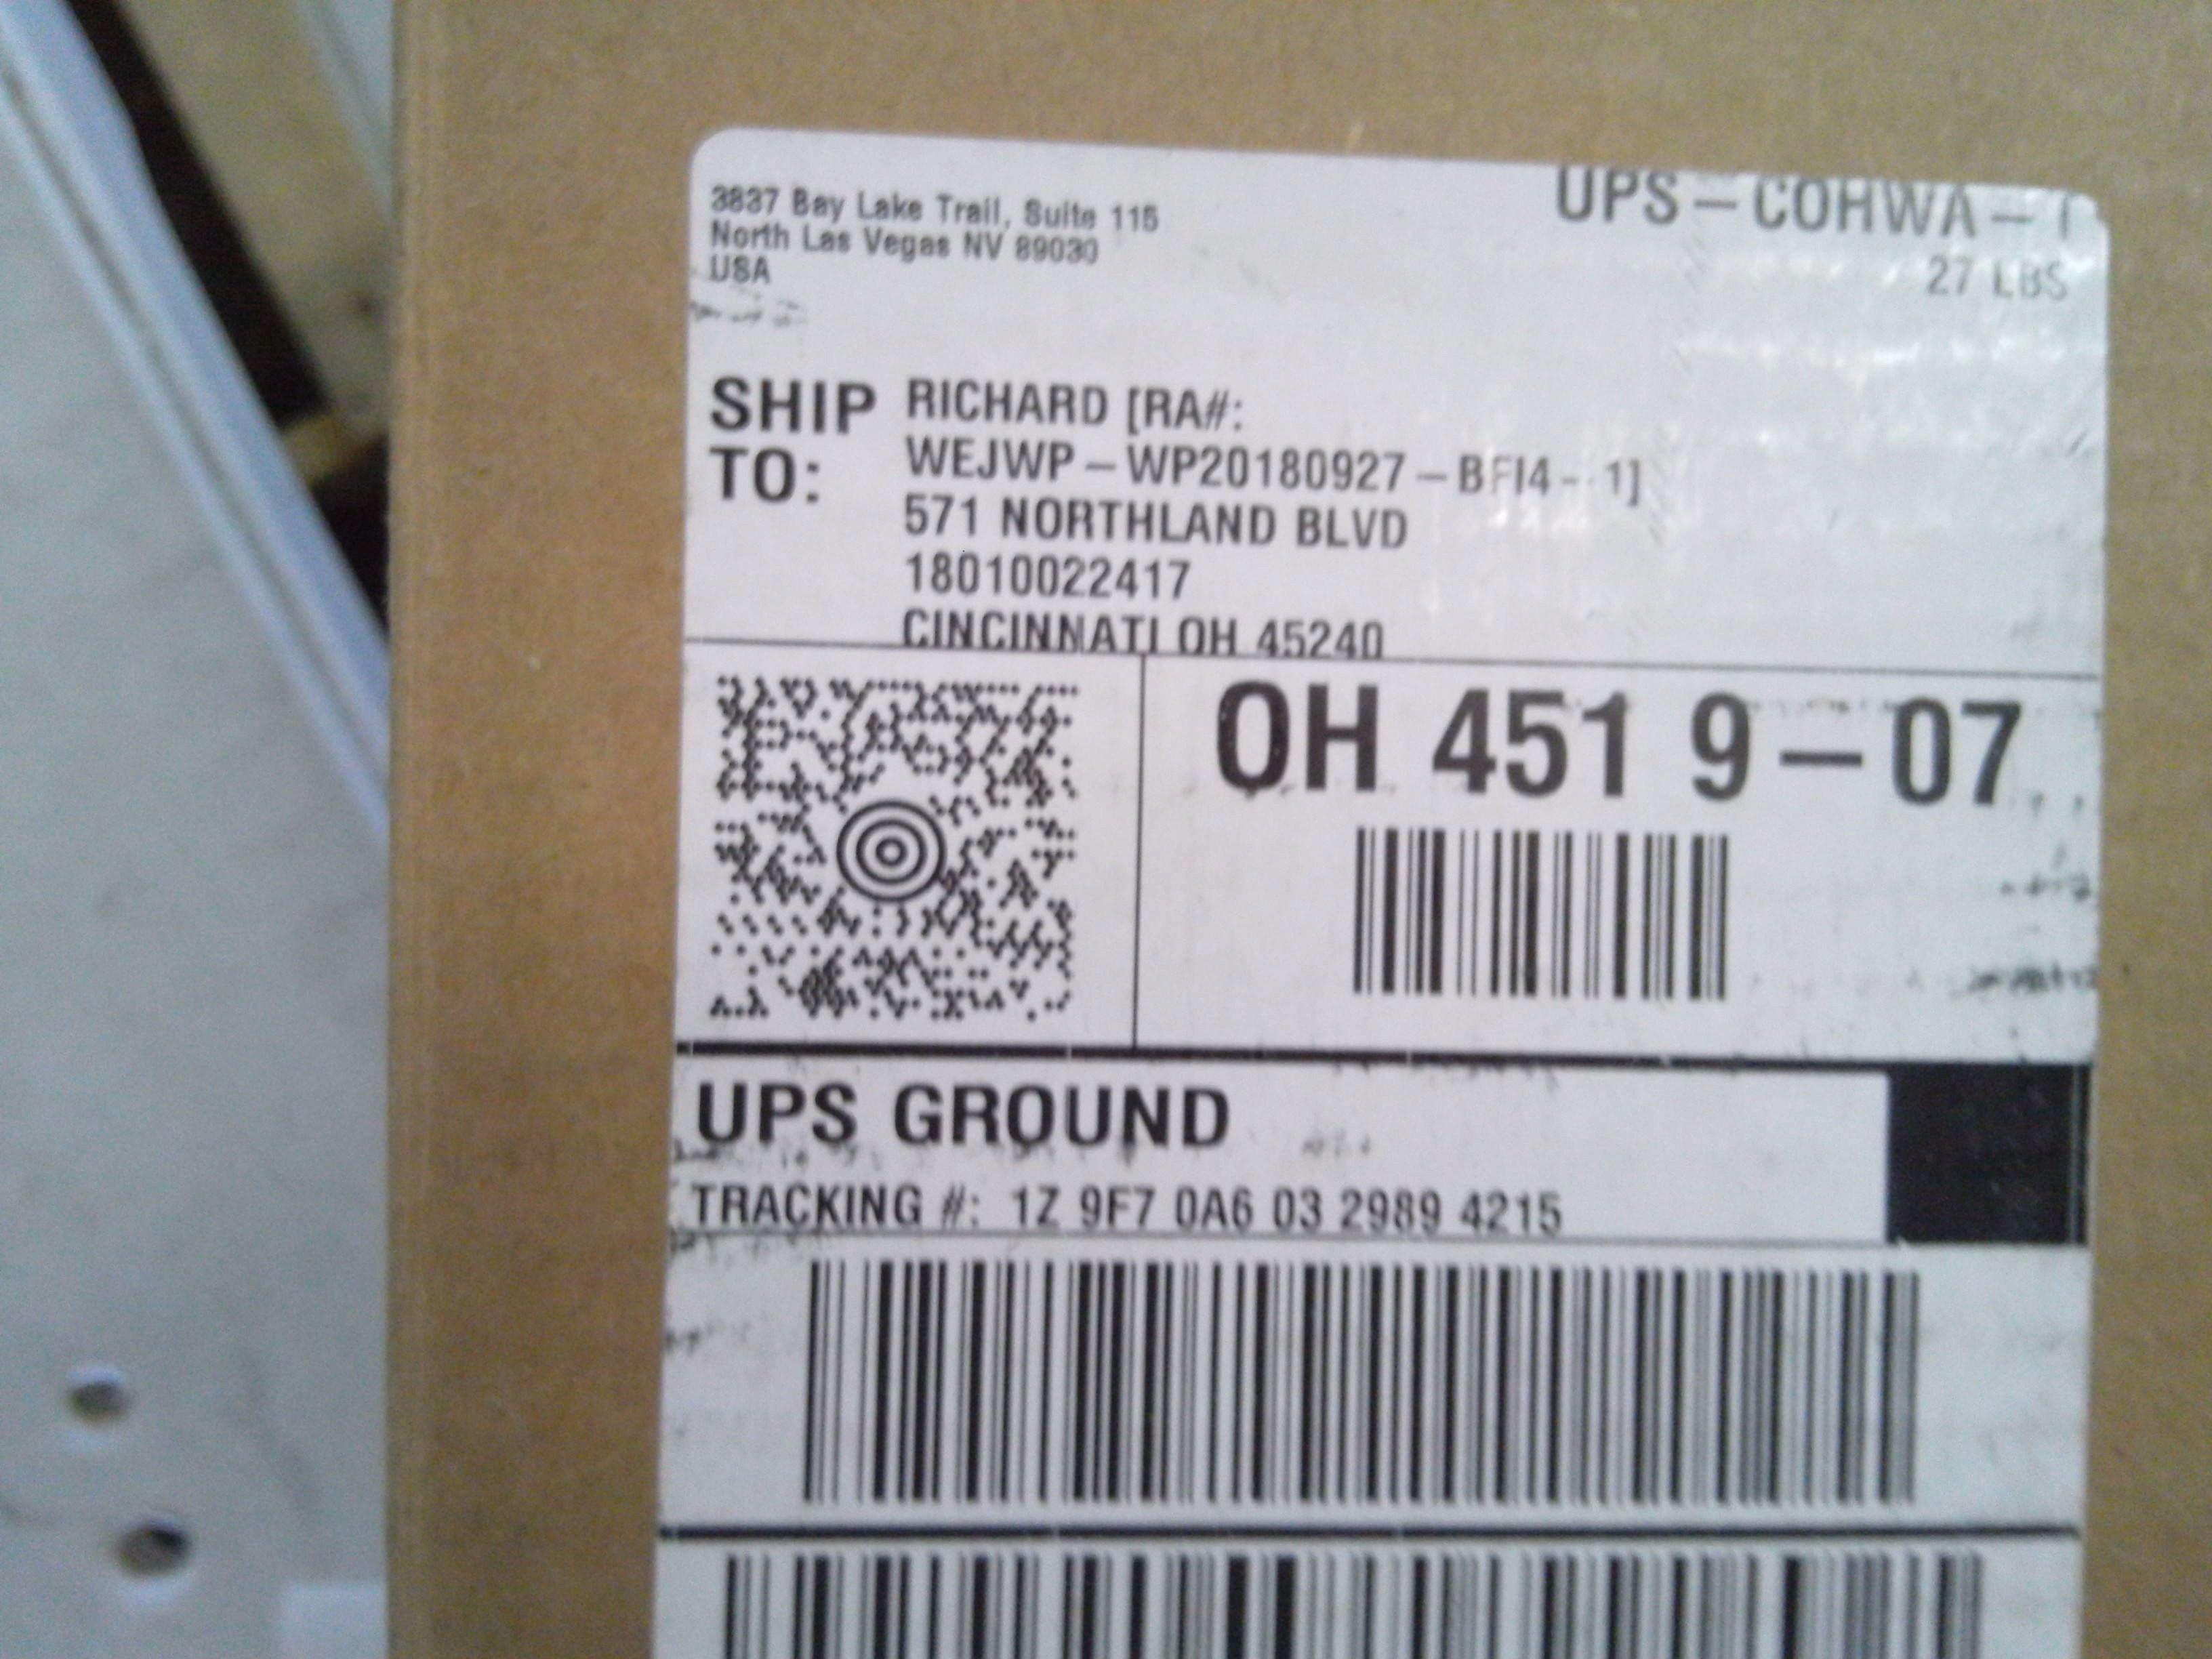 3837 Bay Lake Trail, Suite 115
North Las Vegas NV 89030
USA
UPS-COHWA-
27 LBS
SHIP TO:
RICHARD [RA#:
WEJWP-WP20180927-BFI4--1]
571 NORTHLAND BLVD
18010022417
CINCINNATI OH 45240
OH 451 9-07
UPS GROUND
TRACKING #: 1Z 9F7 0A6 03 2989 4215